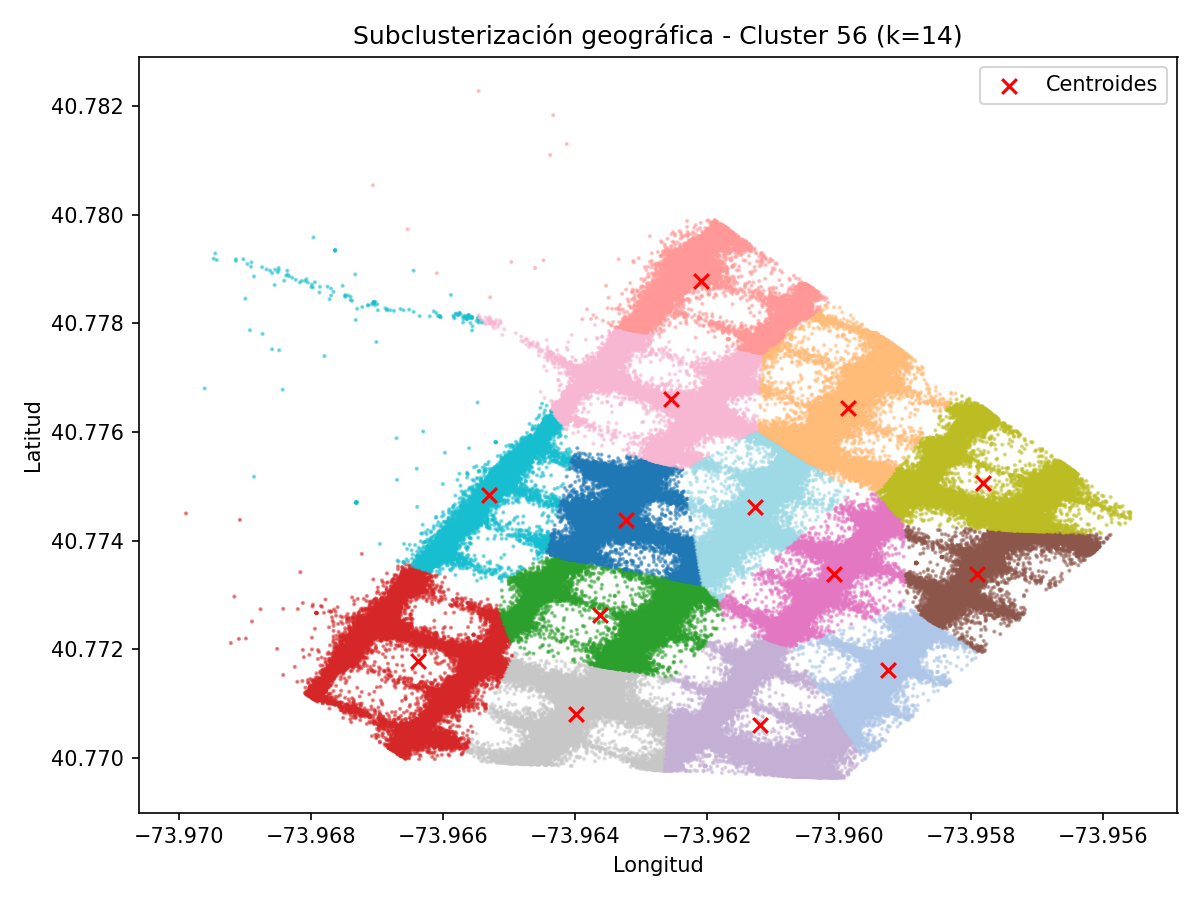 Subclusterización geográfica - Cluster 56 (k=14)
Centroides
40.782
40.780
40.778
40.776
40.774
40.772
40.770
Latitud
−73.970 −73.968 −73.966 −73.964 −73.962 −73.960 −73.958 −73.956
Longitud